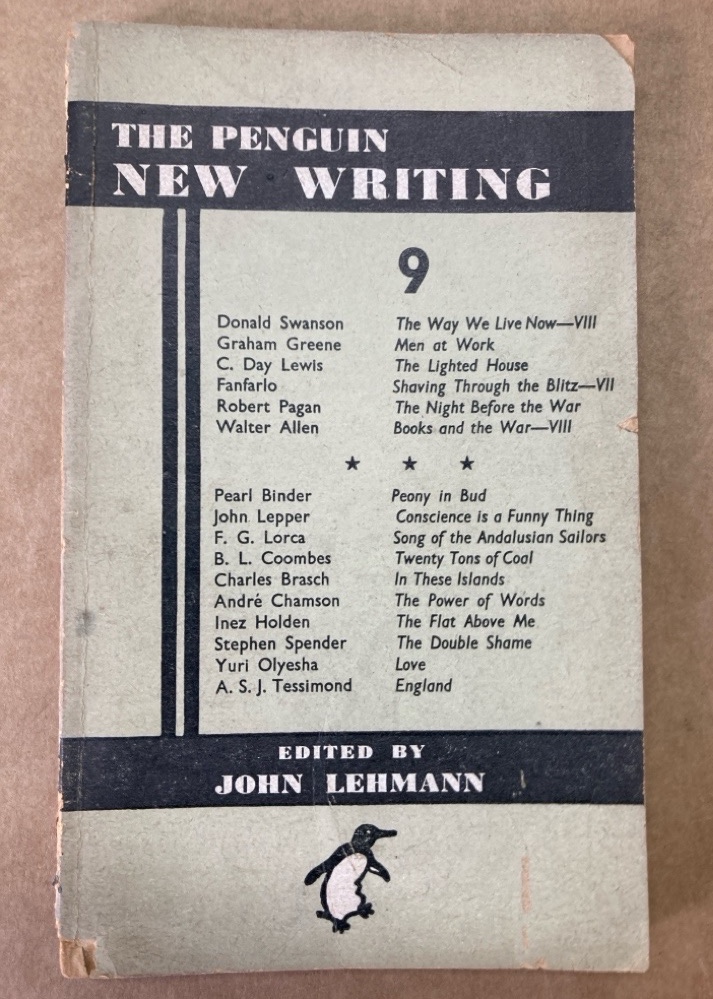 THE PENGUIN
NEW WRITING
9
Donald Swanson The Way We Live Now—VIII
Graham Greene Men at Work
C. Day Lewis The Lighted House
Fanfarlo Shaving Through the Blitz—VII
Robert Pagan The Night Before the War
Walter Allen Books and the War—VIII
★ ★ ★
Pearl Binder Peony in Bud
John Lepper Conscience is a Funny Thing
F. G. Lorca Song of the Andalusian Sailors
B. L. Coombes Twenty Tons of Coal
Charles Brasch In These Islands
André Chamson The Power of Words
Inez Holden The Flat Above Me
Stephen Spender The Double Shame
Yuri Olyesha Love
A. S. J. Tessimond England
EDITED BY
JOHN LEHMANN